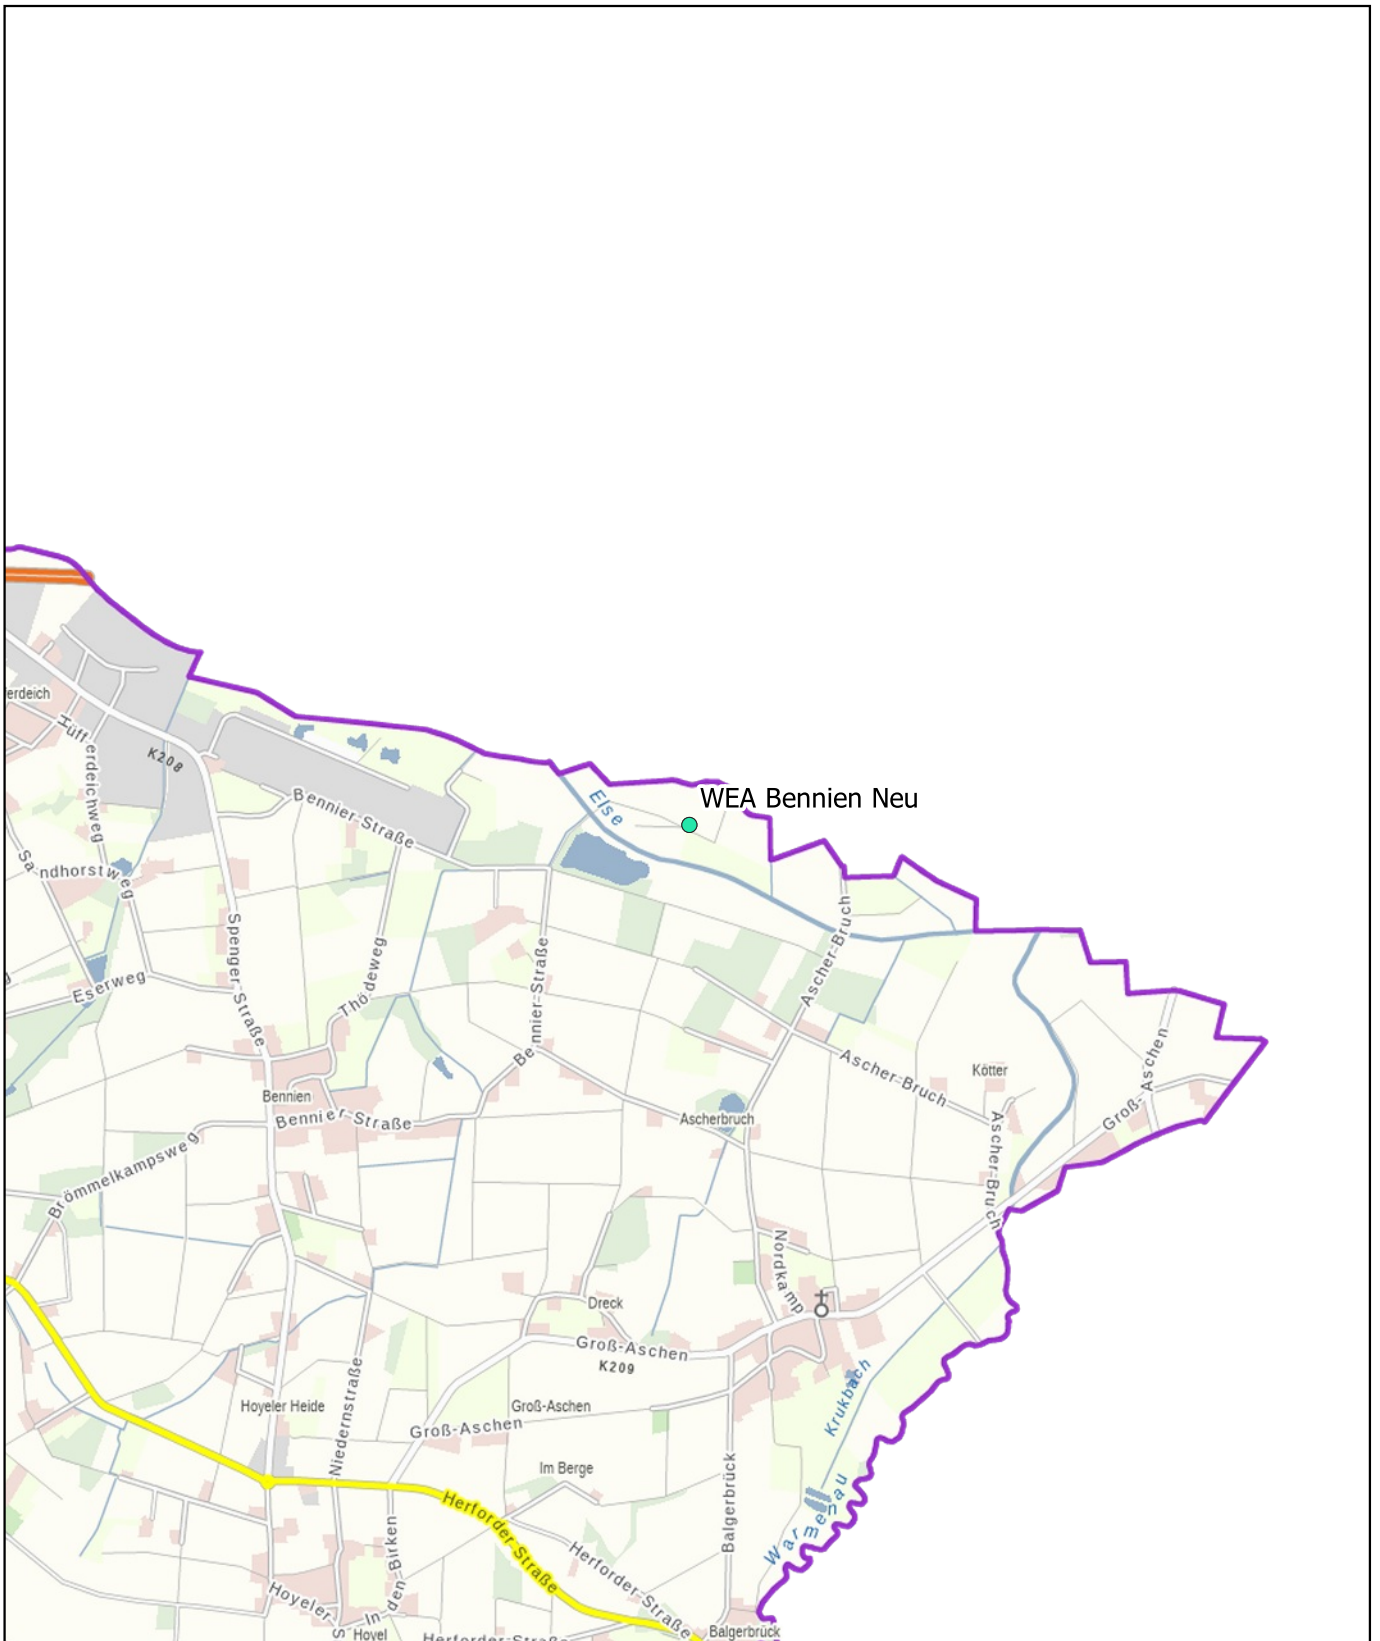 erdeich
Hüfferdeichweg
K208
Else
WEA Bennien Neu
Bennier-Straße
Sandhorstweg
Ascher-Bruch
Spenger-Straße
Thödeweg
Bennier-Straße
Eserweg
Groß-Aschen
Ascher-Bruch
Kötter
Bennien
Bennier-Straße
Ascherbruch
Ascher-Bruch
Brömmelkampsweg
Nordkamp
Dreck
Groß-Aschen
K209
Krukbach
Niedernstraße
Hoyeler Heide
Groß-Aschen
Groß-Aschen
Im Berge
Balgerbrück
Warmenau
Herforder-Straße
In-den Birken
Herforder-Straße
Hoyeler-S
Hovel
Herforder-Straße
Balgerbrück